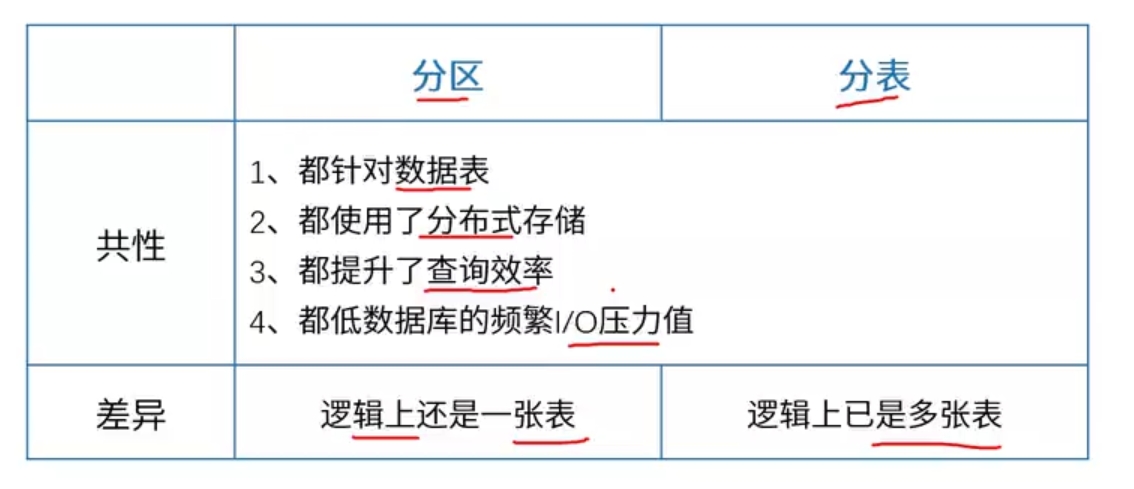 分区
分表
共性
1、都针对数据表
2、都使用了分布式存储
3、都提升了查询效率
4、都低数据库的频繁I/O压力值
差异
逻辑上还是一张表
逻辑上已是多张表